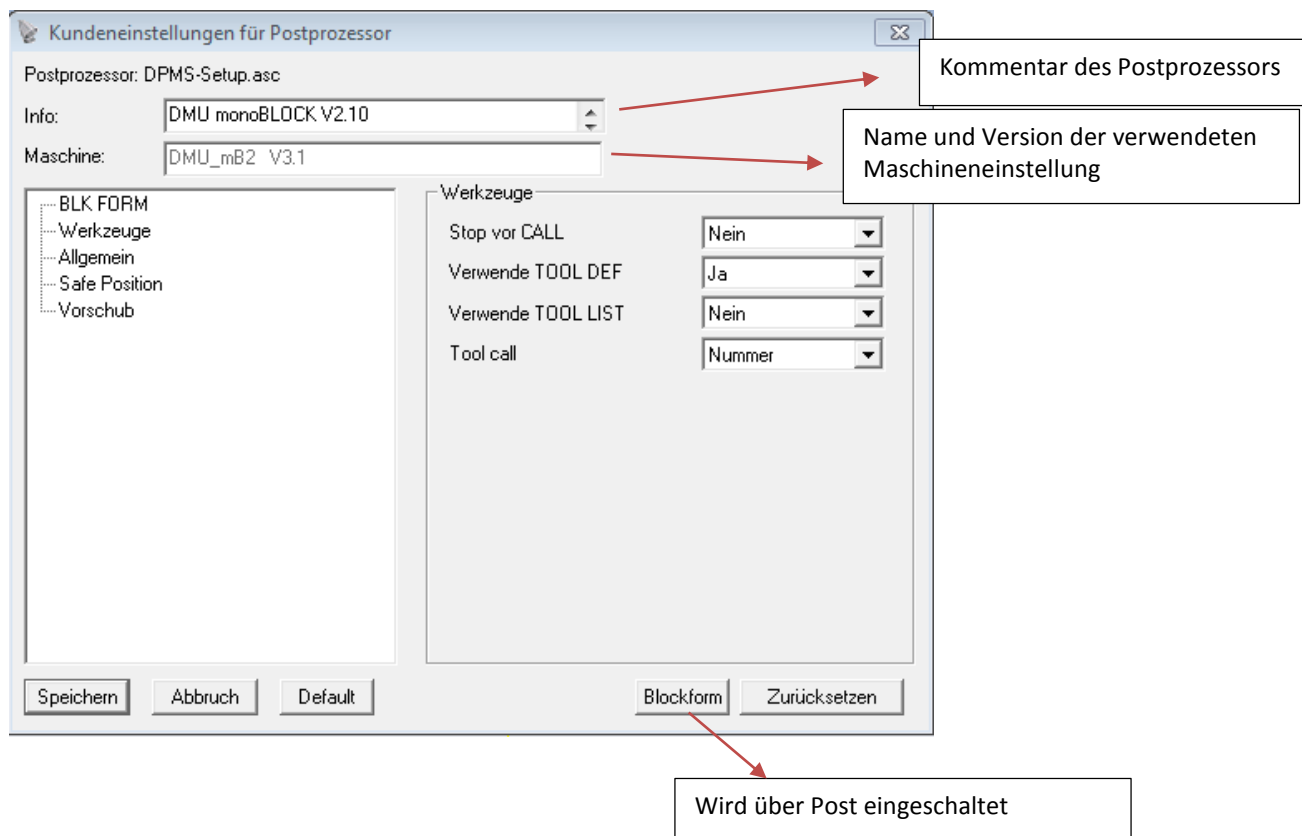 Kundeneinstellungen für Postprozessor
Postprozessor: DPMS-Setup.asc
Kommentar des Postprozessors
Info: DMU monoBLOCK V2.10
Maschine: DMU_mB2 V3.1
Name und Version der verwendeten
Maschineneinstellung
BLK FORM
Werkzeuge
Allgemein
Safe Position
Vorschub
Werkzeuge
Stop vor CALL Nein
Verwende TOOL DEF Ja
Verwende TOOL LIST Nein
Tool call Nummer
Speichern Abbruch Default Blockform Zurücksetzen
Wird über Post eingeschaltet